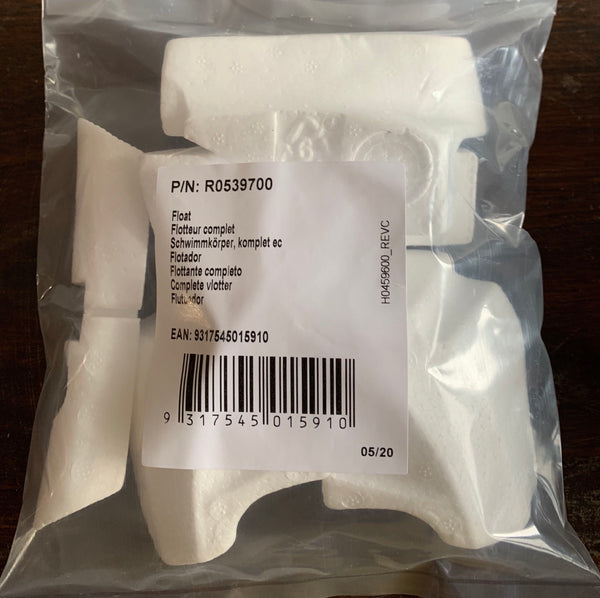 P/N: R0539700
Float
Flotteur complet
Schwimmkörper, komplet ec
Flotador
Flottante completo
Complete vlotter
Flutuador
H0459600_REVC
EAN: 9317545015910
9 317545 015910
05/20